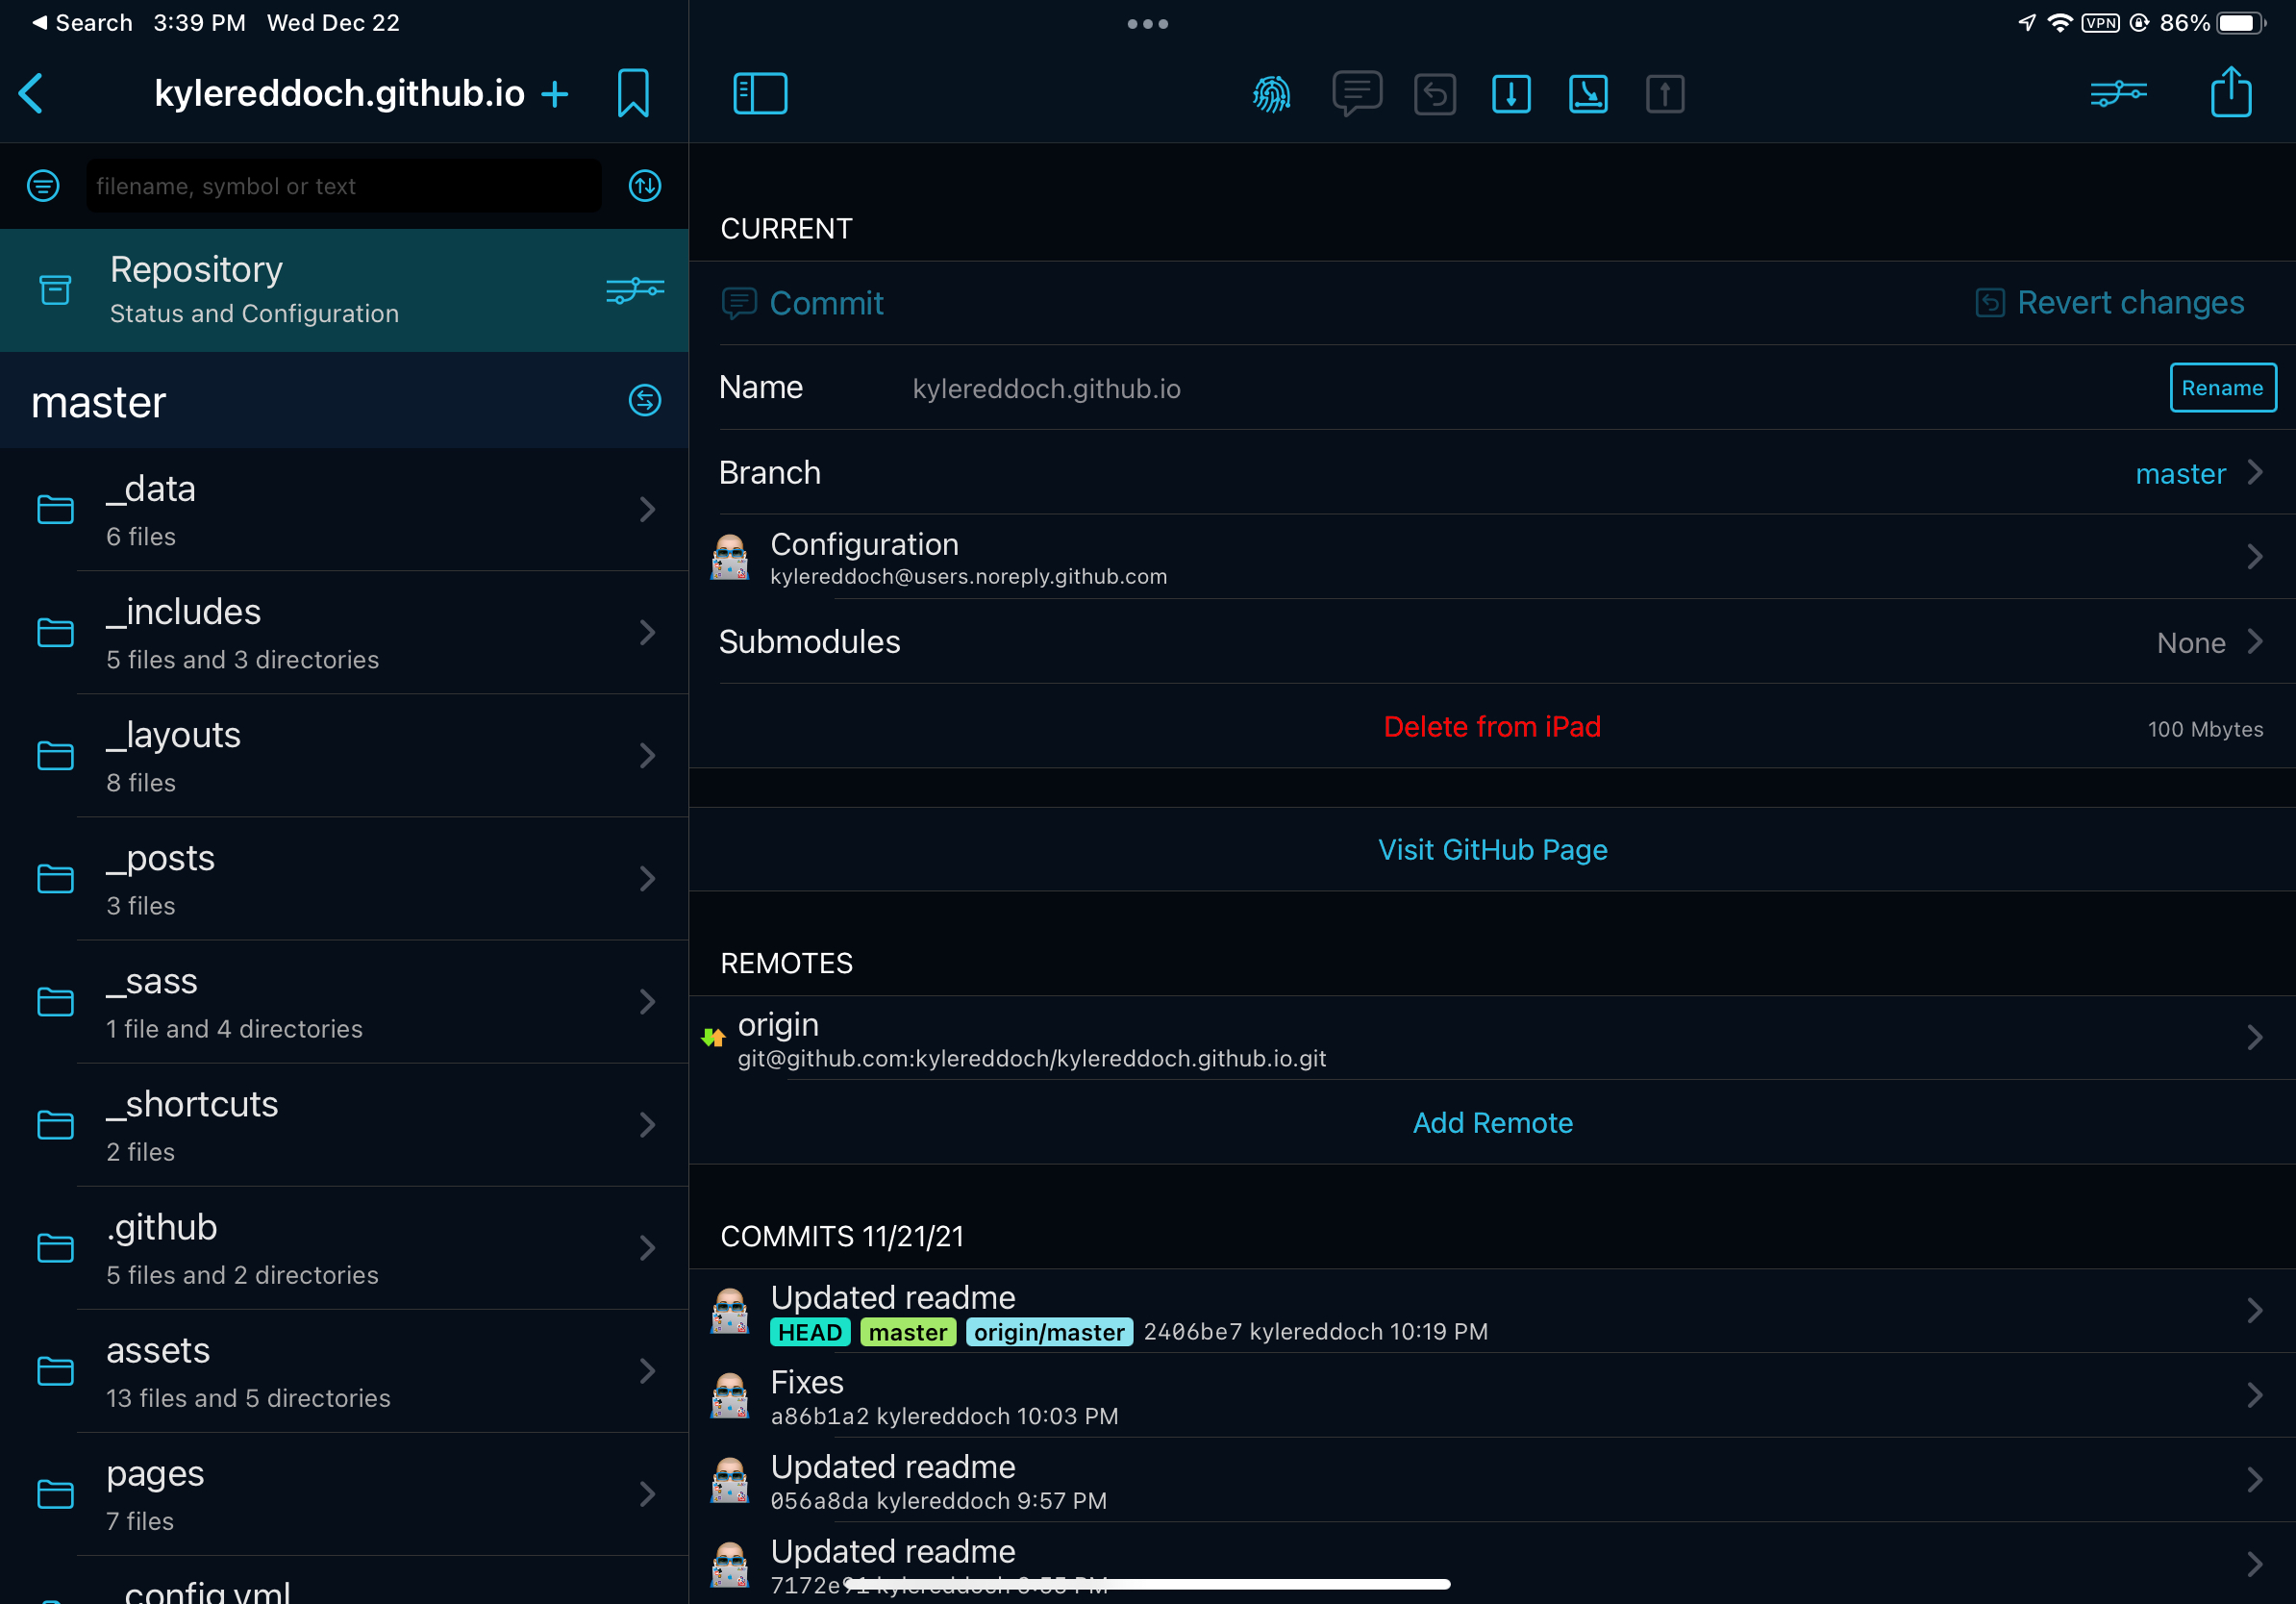 ◀ Search 3:39 PM Wed Dec 22
VPN 86%
kylereddoch.github.io
filename, symbol or text
Repository
Status and Configuration
master
_data
6 files
_includes
5 files and 3 directories
_layouts
8 files
_posts
3 files
_sass
1 file and 4 directories
_shortcuts
2 files
.github
5 files and 2 directories
assets
13 files and 5 directories
pages
7 files
_config.yml
CURRENT
Commit
Revert changes
Name kylereddoch.github.io Rename
Branch master
Configuration
kylereddoch@users.noreply.github.com
Submodules None
Delete from iPad 100 Mbytes
Visit GitHub Page
REMOTES
origin
git@github.com:kylereddoch/kylereddoch.github.io.git
Add Remote
COMMITS 11/21/21
Updated readme
HEAD master origin/master 2406be7 kylereddoch 10:19 PM
Fixes
a86b1a2 kylereddoch 10:03 PM
Updated readme
056a8da kylereddoch 9:57 PM
Updated readme
kylereddoch PM